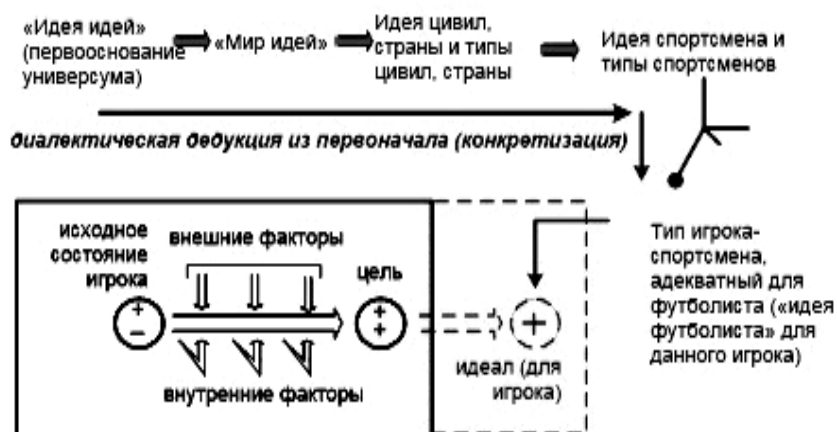 «Идея идей»
(первооснование
универсума)
«Мир идей»
Идея цивил,
страны и типы
цивил, страны
Идея спортсмена и
типы спортсменов
диалектическая дедукция из первоначала (конкретизация)
исходное
состояние
игрока
внешние факторы
цель
внутренние факторы
идеал (для
игрока)
Тип игрока-
спортсмена,
адекватный для
футболиста («идея
футболиста» для
данного игрока)